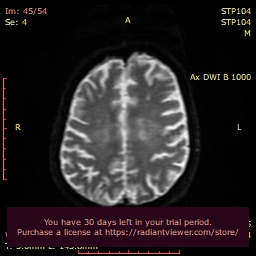 Im: 45/54
Se: 4
A
STP104
STP104
M
Ax DWI B 1000
R
L
You have 30 days left in your trial period.
Purchase a license at https://radiantviewer.com/store/